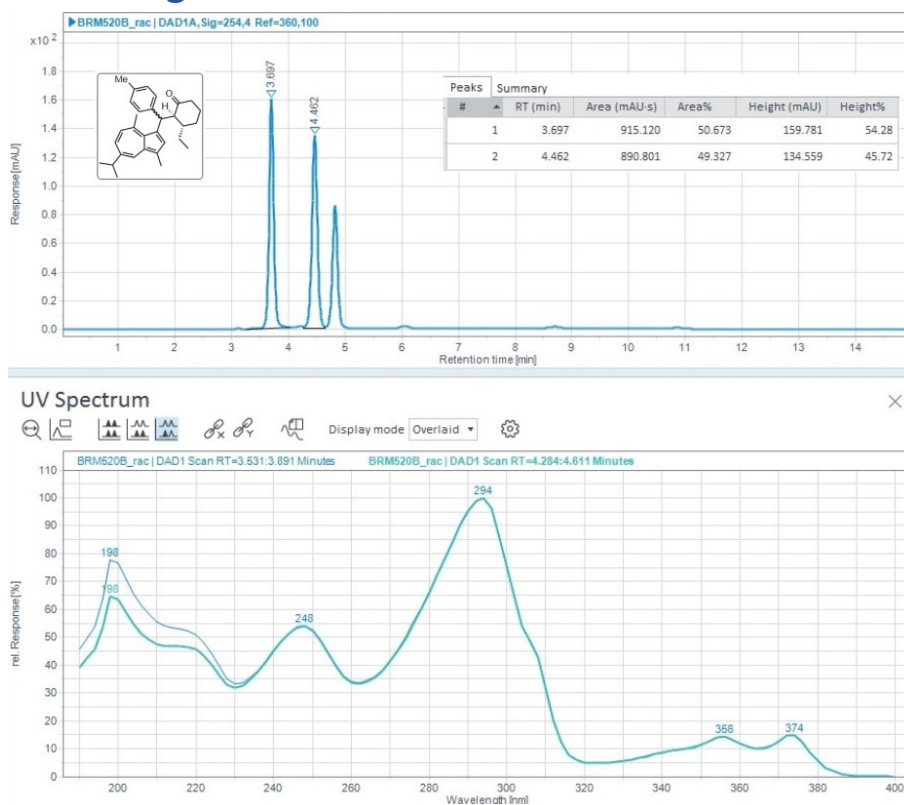 BRM520B_rac | DAD1A, Sig=254,4 Ref=360,100
x10 2
1.8
1.6
1.4
1.2
1.0
0.8
0.6
0.4
0.2
0.0
Response [mAU]
Me
H
O
3.697
4.462
Peaks Summary
# RT (min) Area (mAU·s) Area% Height (mAU) Height%
1 3.697 915.120 50.673 159.781 54.28
2 4.462 890.801 49.327 134.559 45.72
1 2 3 4 5 6 7 8 9 10 11 12 13 14
Retention time [min]
UV Spectrum
Display mode Overlaid
BRM520B_rac | DAD1 Scan RT=3.531:3.891 Minutes BRM520B_rac | DAD1 Scan RT=4.284:4.611 Minutes
110
100
90
80
70
60
50
40
30
20
10
0
rel. Response [%]
198
198
248
294
356
374
200 220 240 260 280 300 320 340 360 380 400
Wavelength [nm]